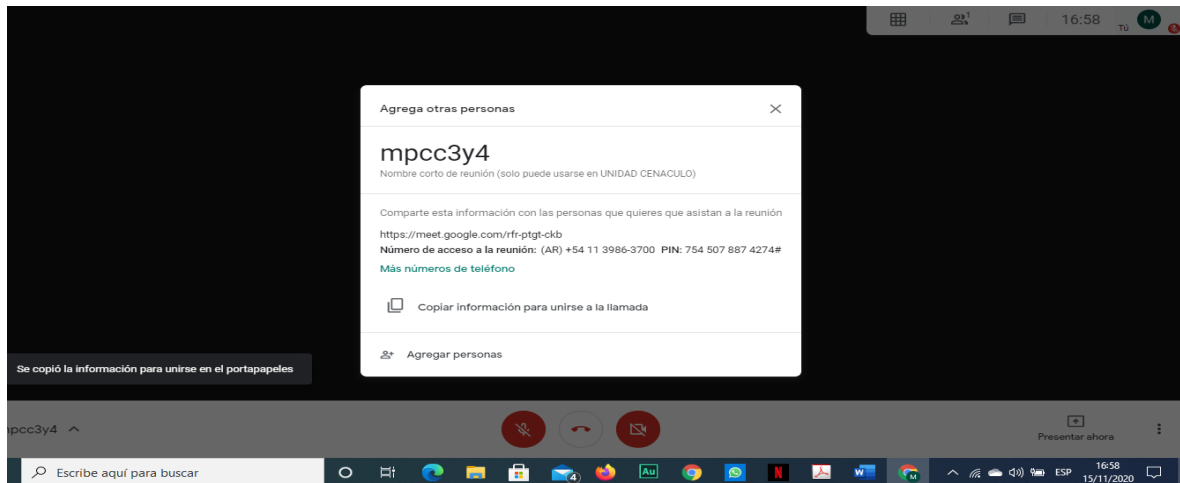 1
16:58
Tú
M
Agrega otras personas
mpcc3y4
Nombre corto de reunión (solo puede usarse en UNIDAD CENACULO)
Comparte esta información con las personas que quieres que asistan a la reunión
https://meet.google.com/rfr-ptgt-ckb
Número de acceso a la reunión: (AR) +54 11 3986-3700 PIN: 754 507 887 4274#
Más números de teléfono
Copiar información para unirse a la llamada
Agregar personas
Se copió la información para unirse en el portapapeles
mpcc3y4
Presentar ahora
Escribe aquí para buscar
4
Au
N
W
M
ESP
16:58
15/11/2020